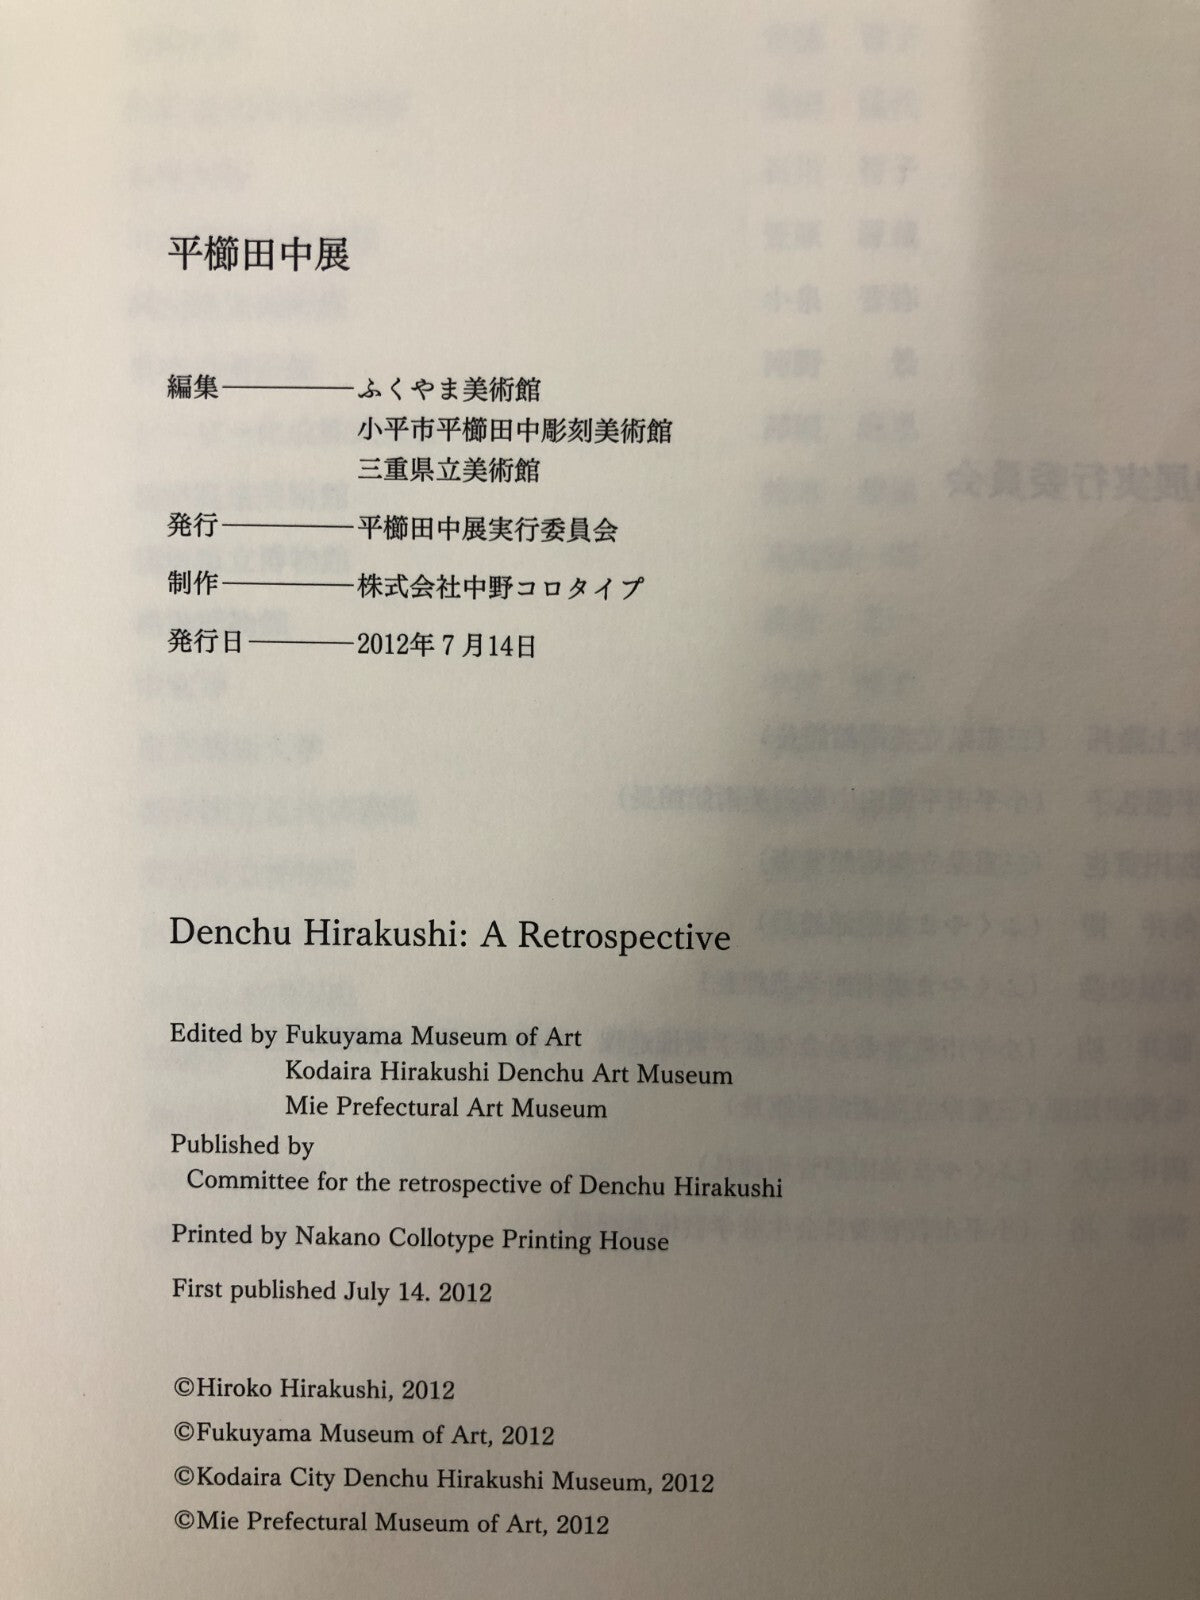 平櫛田中展
編集―――――ふくやま美術館
小平市平櫛田中彫刻美術館
三重県立美術館
発行―――――平櫛田中展実行委員会
制作―――――株式会社中野コロタイプ
発行日――――2012年7月14日
Denchu Hirakushi: A Retrospective
Edited by Fukuyama Museum of Art
Kodaira Hirakushi Denchu Art Museum
Mie Prefectural Art Museum
Published by
Committee for the retrospective of Denchu Hirakushi
Printed by Nakano Collotype Printing House
First published July 14. 2012
©Hiroko Hirakushi, 2012
©Fukuyama Museum of Art, 2012
©Kodaira City Denchu Hirakushi Museum, 2012
©Mie Prefectural Museum of Art, 2012